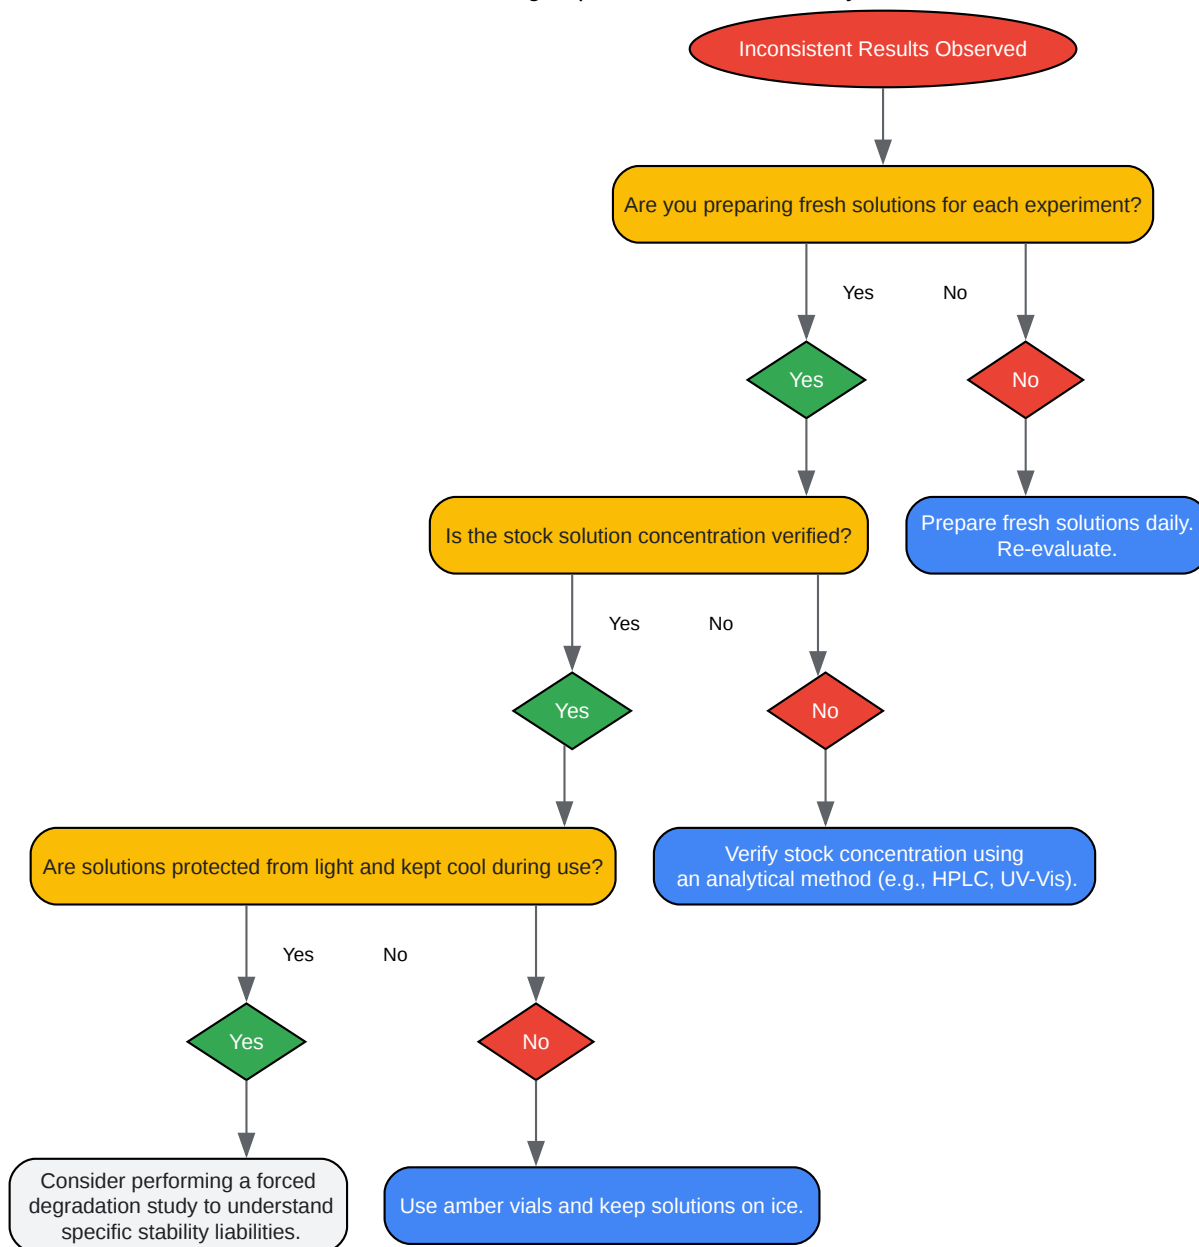 Inconsistent Results Observed
Are you preparing fresh solutions for each experiment?
Yes
No
Yes
No
Is the stock solution concentration verified?
Prepare fresh solutions daily.
Re-evaluate.
Yes
No
Yes
No
Are solutions protected from light and kept cool during use?
Verify stock concentration using
an analytical method (e.g., HPLC, UV-Vis).
Yes
No
Yes
No
Consider performing a forced
degradation study to understand
specific stability liabilities.
Use amber vials and keep solutions on ice.